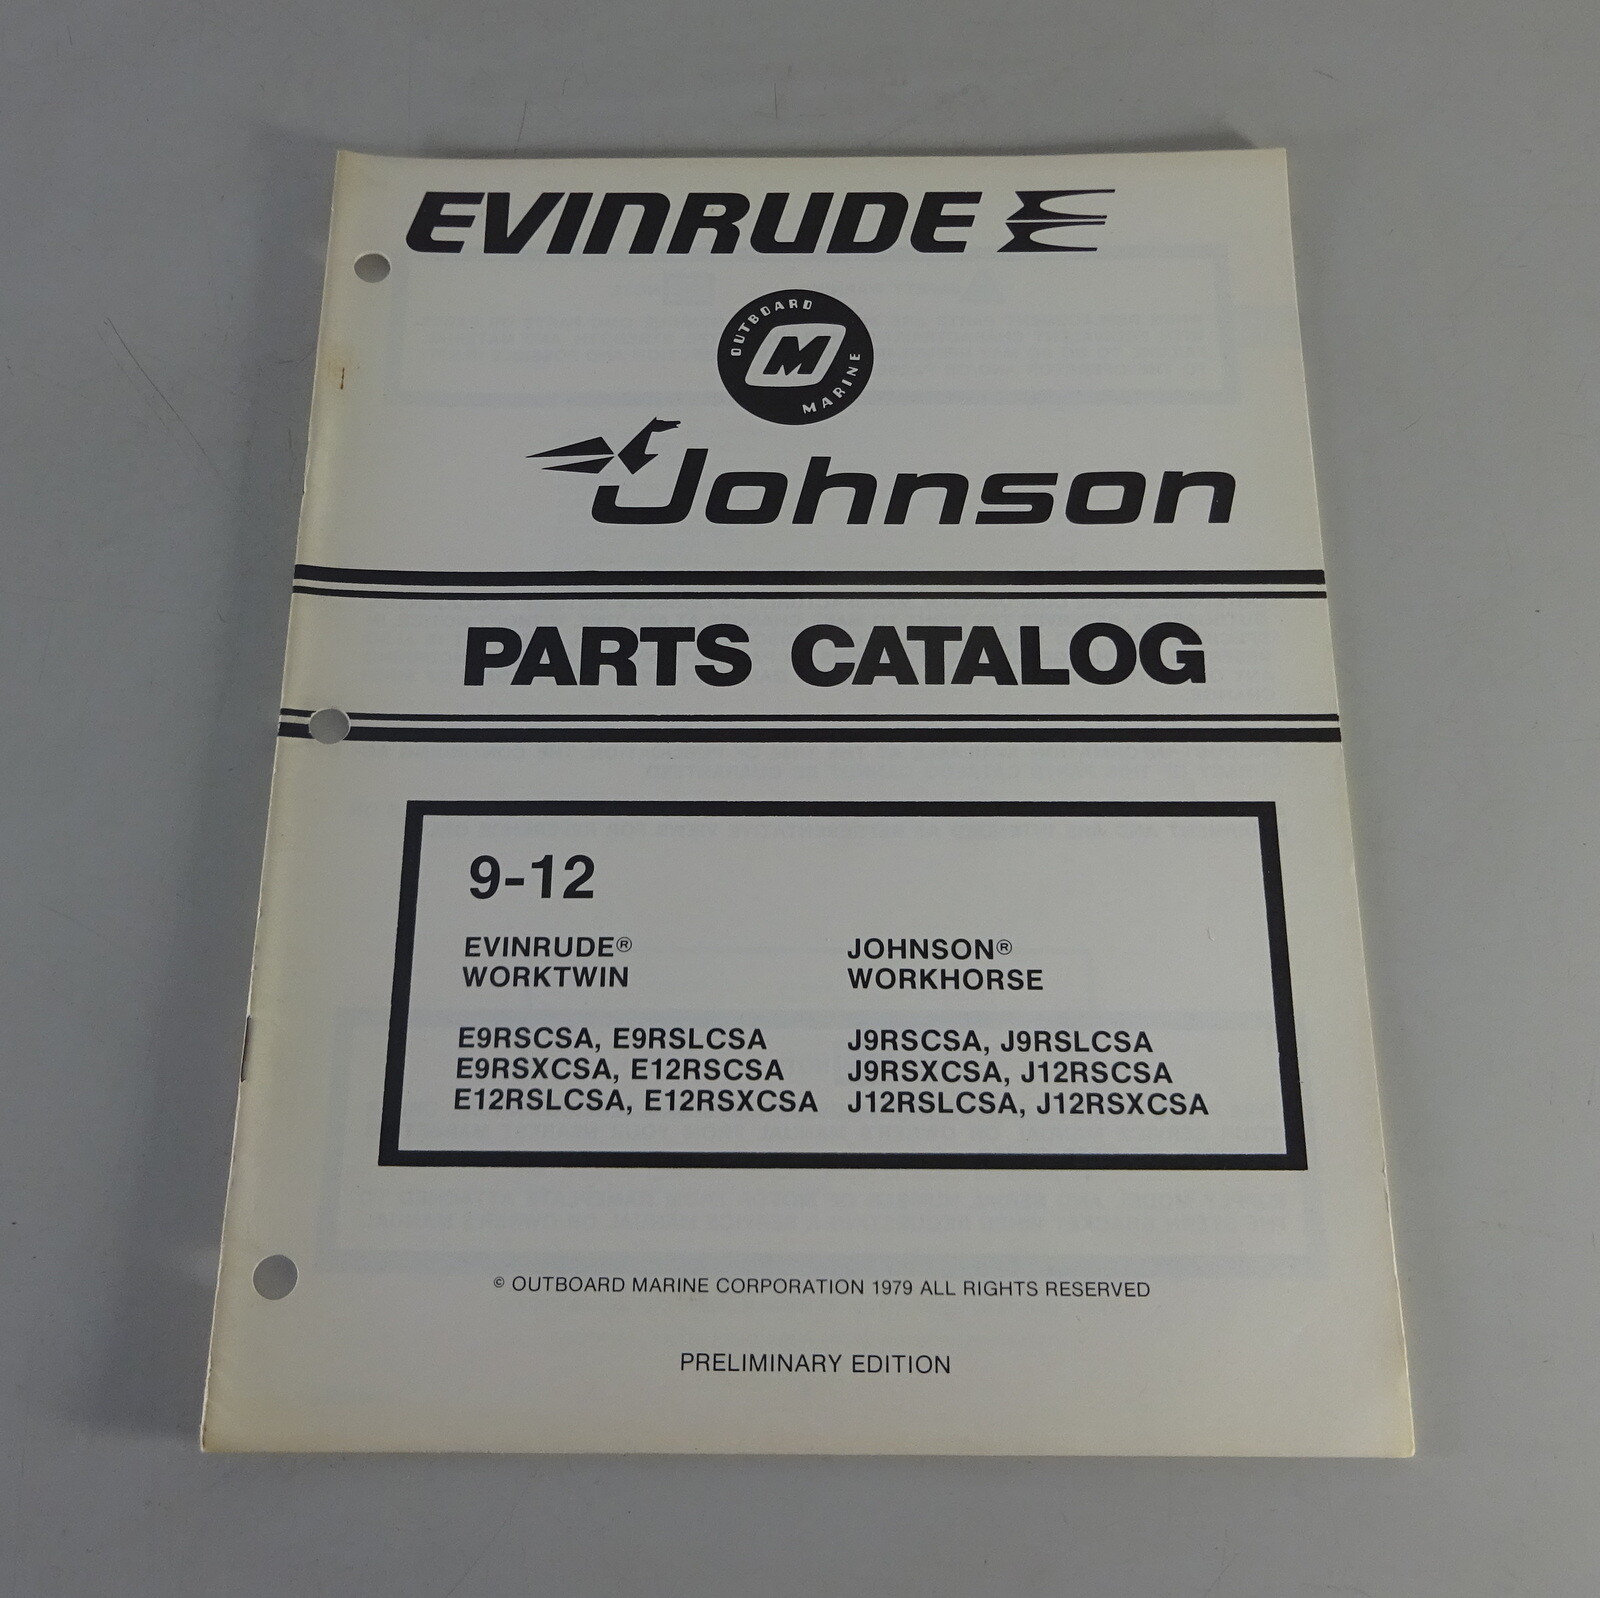 EVINRUDE
OUTBOARD MARINE
M
Johnson
PARTS CATALOG
9-12
EVINRUDE®
WORKTWIN
E9RSCSA, E9RSLCSA
E9RSXCSA, E12RSCSA
E12RSLCSA, E12RSXCSA
JOHNSON®
WORKHORSE
J9RSCSA, J9RSLCSA
J9RSXCSA, J12RSCSA
J12RSLCSA, J12RSXCSA
© OUTBOARD MARINE CORPORATION 1979 ALL RIGHTS RESERVED
PRELIMINARY EDITION